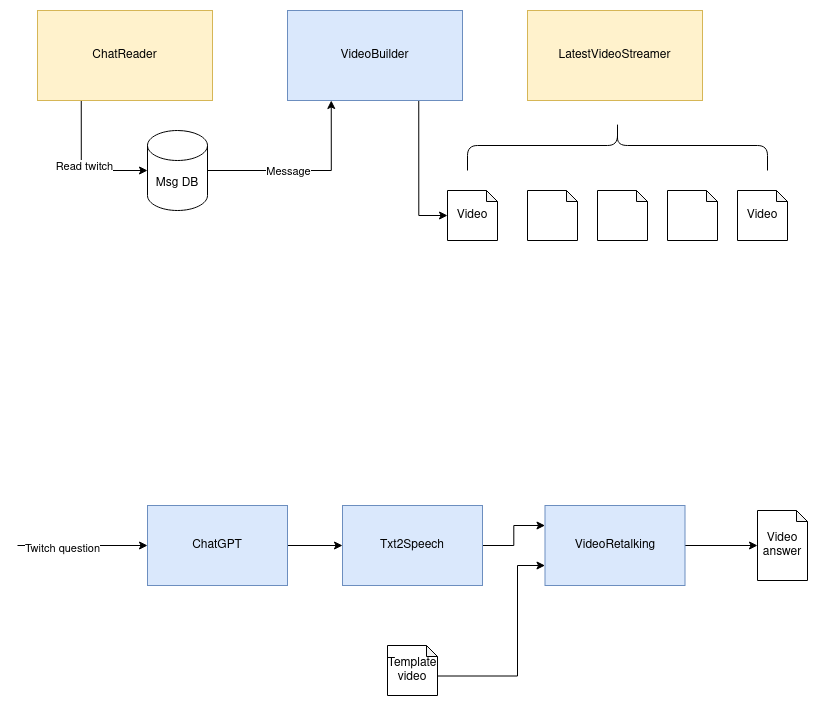 ChatReader
VideoBuilder
LatestVideoStreamer
Read twitch
Msg DB
Message
Video
Video
Twitch question
ChatGPT
Txt2Speech
VideoRetalking
Video
answer
Template
video